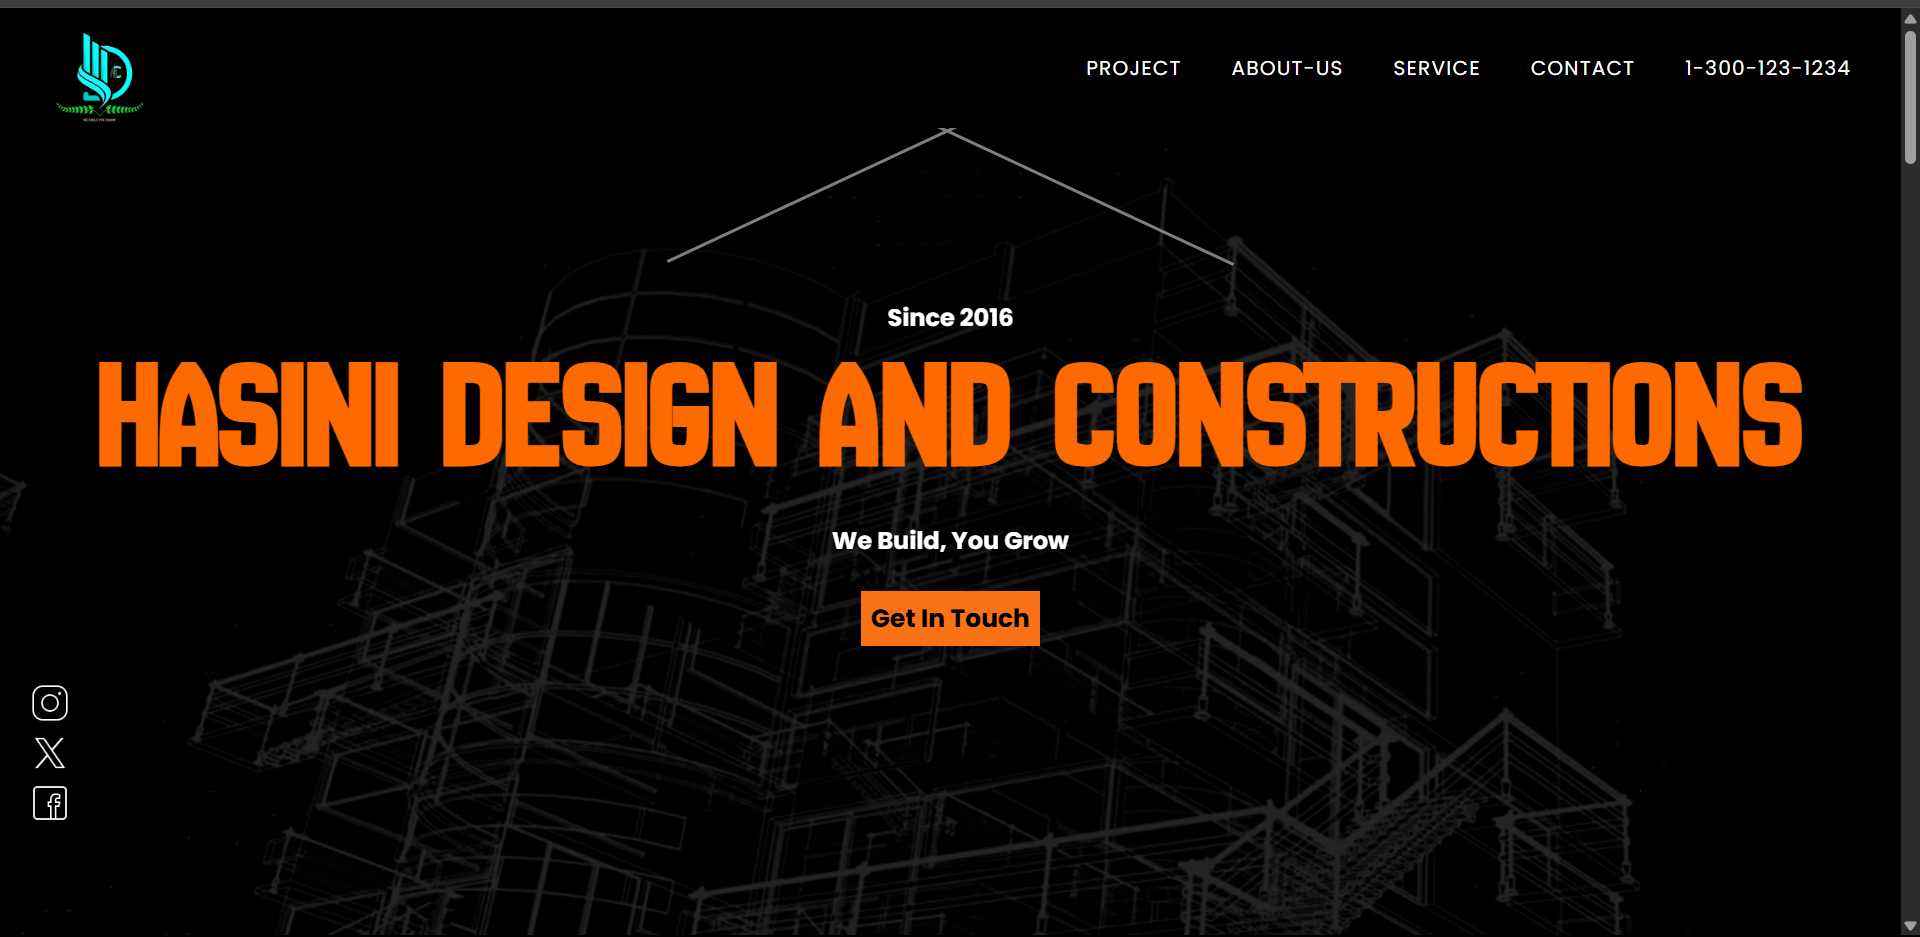 PROJECT
ABOUT-US
SERVICE
CONTACT
1-300-123-1234
Since 2016
HASINI DESIGN AND CONSTRUCTIONS
We Build, You Grow
Get In Touch